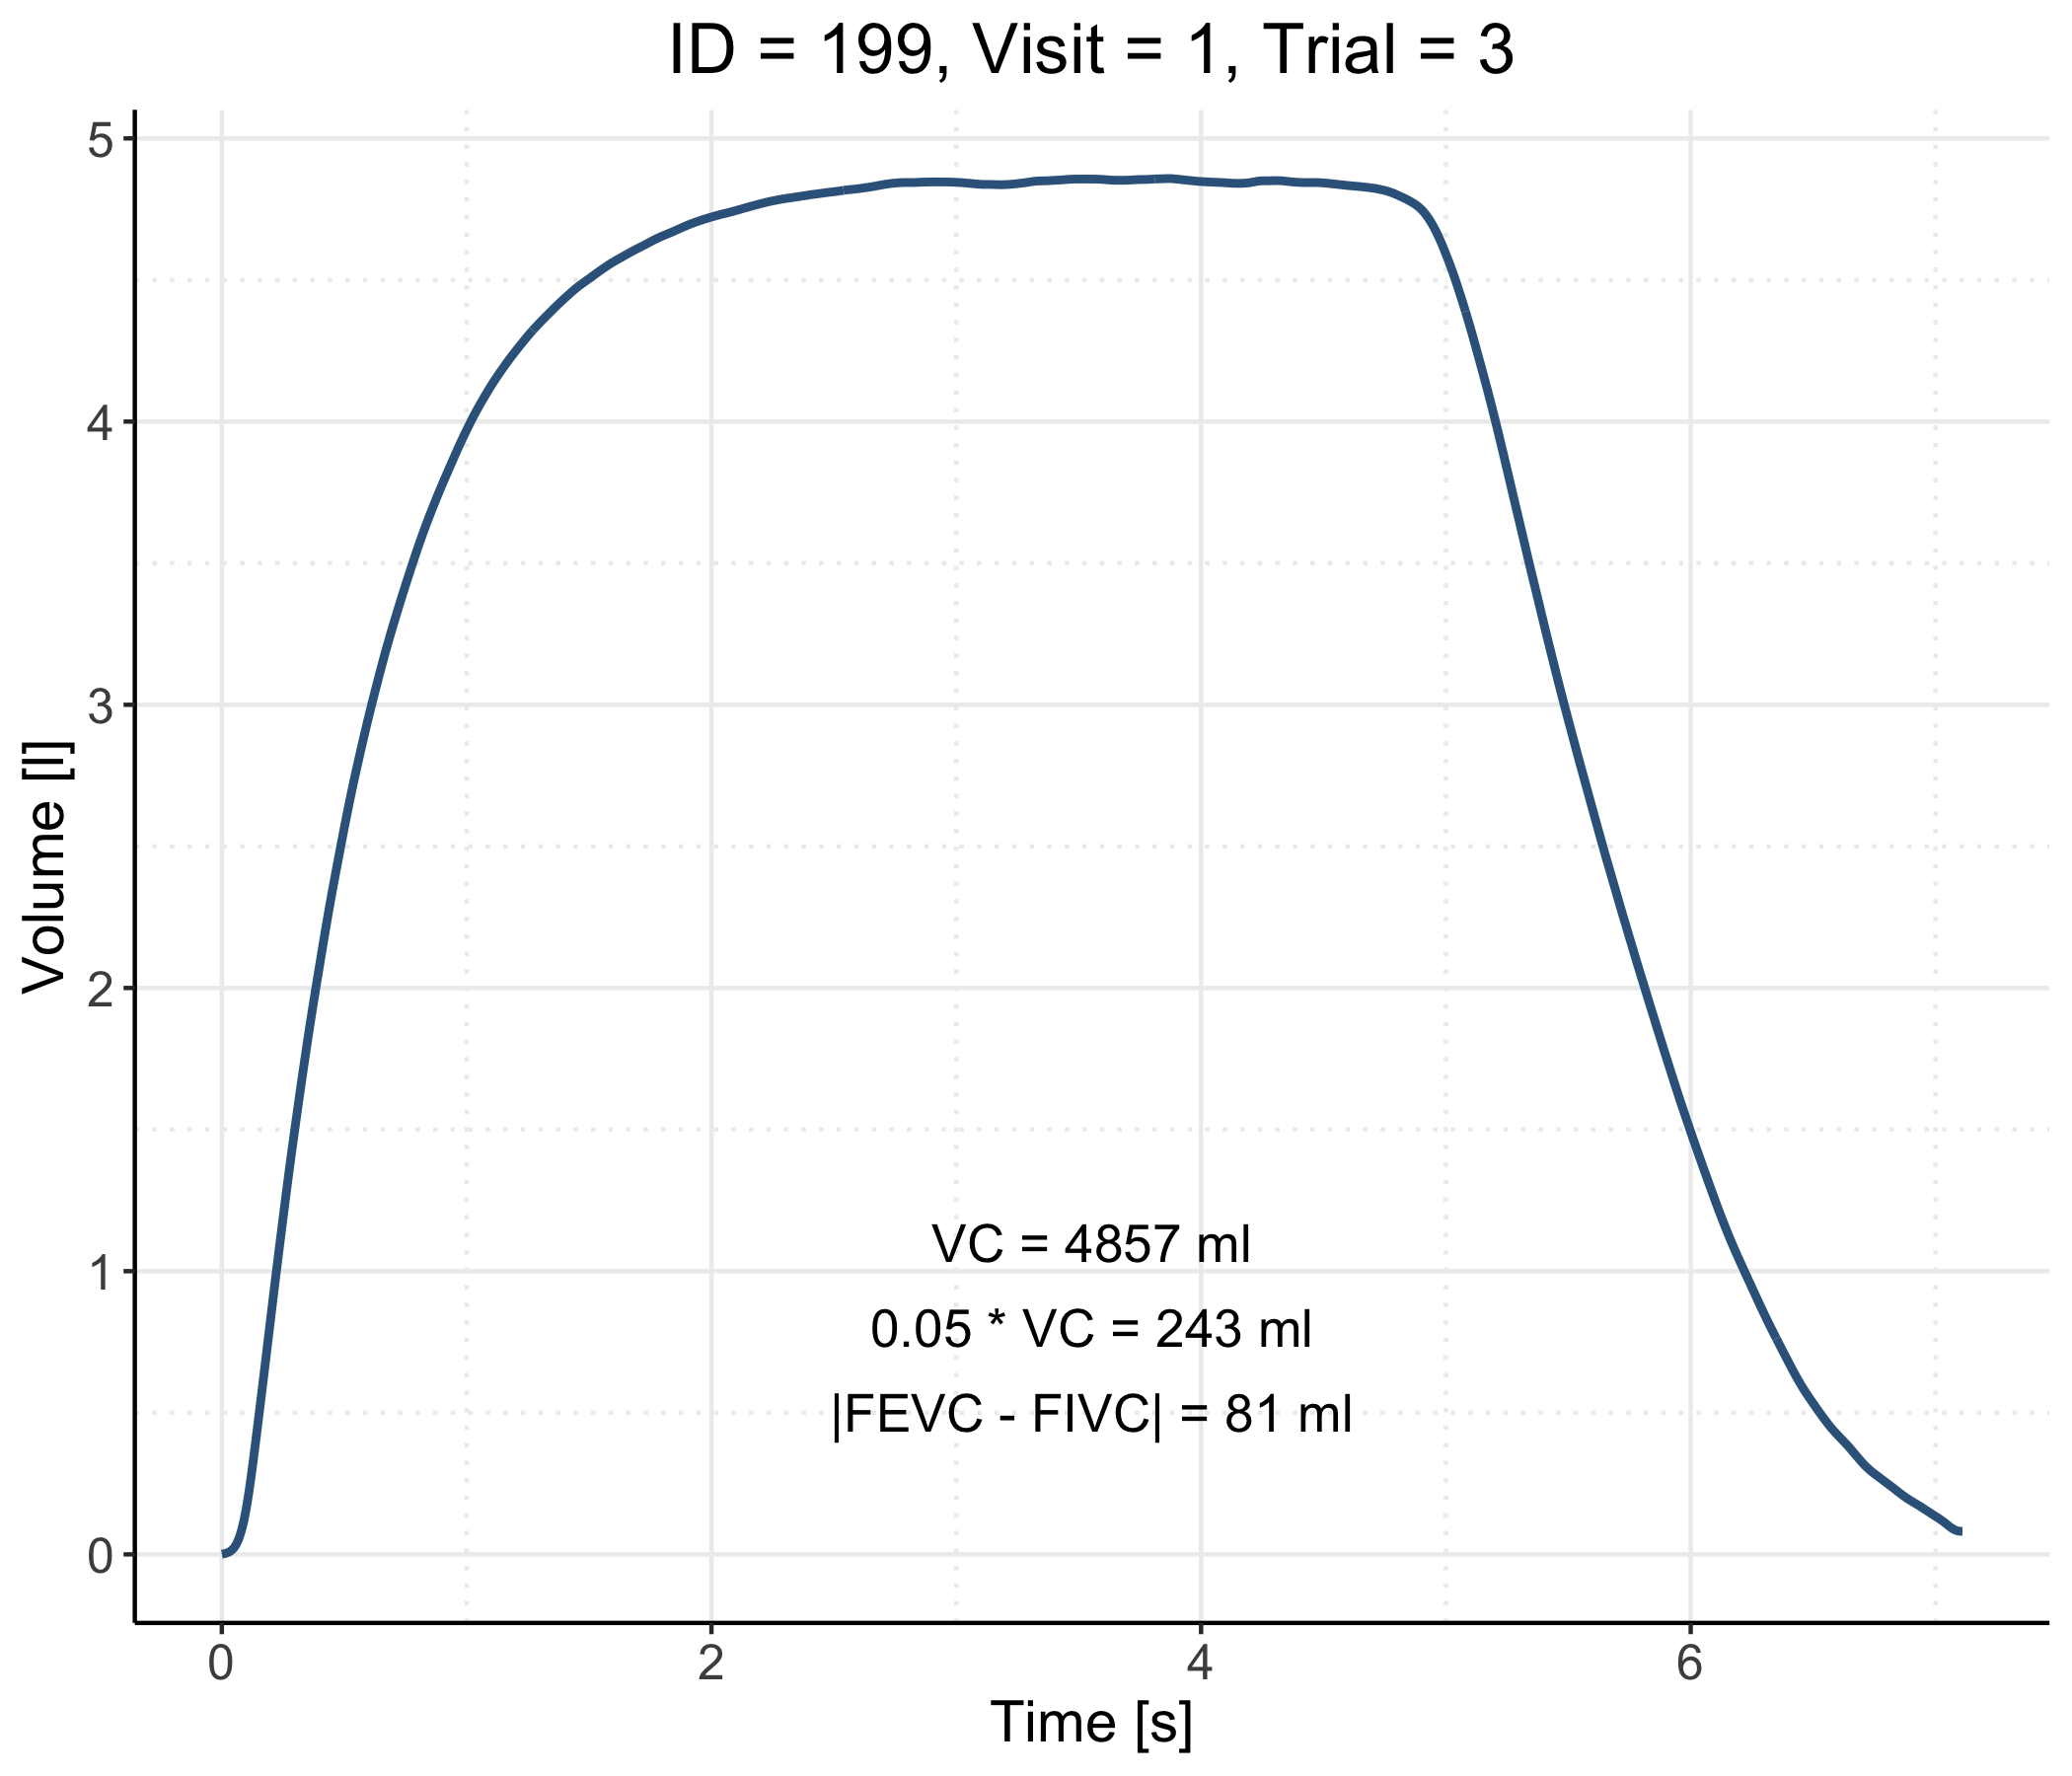 ID = 199, Visit = 1, Trial = 3
5
4
3
2
1
0
Volume [l]
VC = 4857 ml
0.05 * VC = 243 ml
|FEVC - FIVC| = 81 ml
0 2 4 6
Time [s]